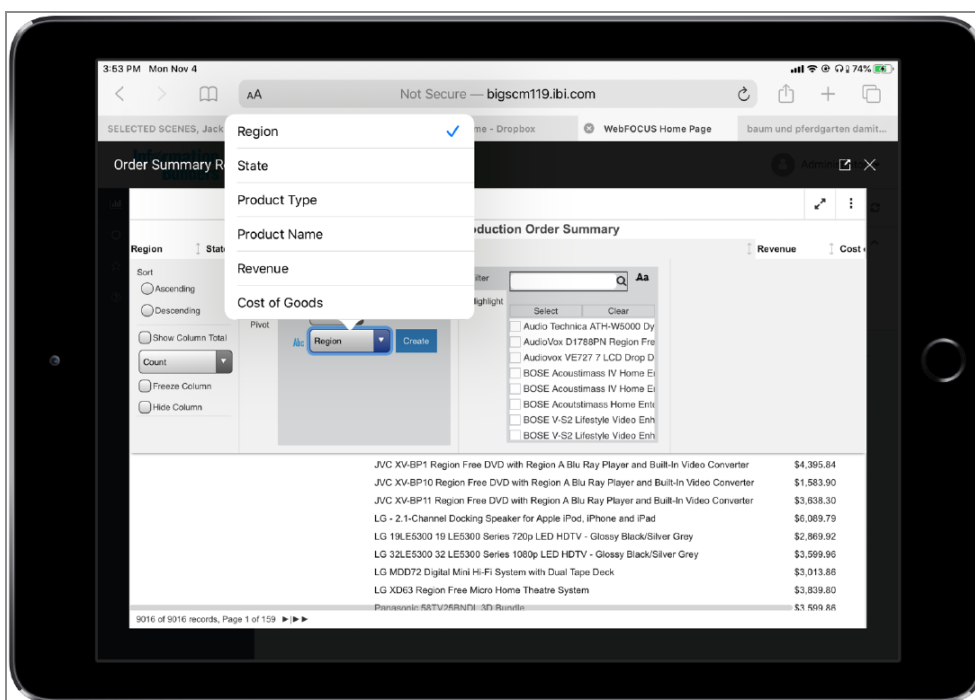 3:53 PM Mon Nov 4
74%
AA
Not Secure — bigscm119.ibi.com
SELECTED SCENES, Jack
me - Dropbox
WebFOCUS Home Page
baum und pferdgarten damit...
Order Summary R
Region
State
Product Type
Product Name
Revenue
Cost of Goods
oduction Order Summary
Region
Stat
Revenue
Cost
Sort
Ascending
Descending
Show Column Total
Count
Freeze Column
Hide Column
Pivot
Abc
Region
Create
ilter
ighlight
Aa
Select
Clear
Audio Technica ATH-W5000 Dy
AudioVox D1788PN Region Fre
Audiovox VE727 7 LCD Drop D
BOSE Acoustimass IV Home E
BOSE Acoustimass IV Home E
BOSE Acoutstimass Home Ente
BOSE V-S2 Lifestyle Video Enh
BOSE V-S2 Lifestyle Video Enh
JVC XV-BP1 Region Free DVD with Region A Blu Ray Player and Built-In Video Converter $4,395.84
JVC XV-BP10 Region Free DVD with Region A Blu Ray Player and Built-In Video Converter $1,583.90
JVC XV-BP11 Region Free DVD with Region A Blu Ray Player and Built-In Video Converter $3,638.30
LG - 2.1-Channel Docking Speaker for Apple iPod, iPhone and iPad $6,089.79
LG 19LE5300 19 LE5300 Series 720p LED HDTV - Glossy Black/Silver Grey $2,869.92
LG 32LE5300 32 LE5300 Series 1080p LED HDTV - Glossy Black/Silver Grey $3,599.96
LG MDD72 Digital Mini Hi-Fi System with Dual Tape Deck $3,013.86
LG XD63 Region Free Micro Home Theatre System $3,839.80
Panasonic 58TV25BNDL 3D Bundle $3,599.86
9016 of 9016 records, Page 1 of 159